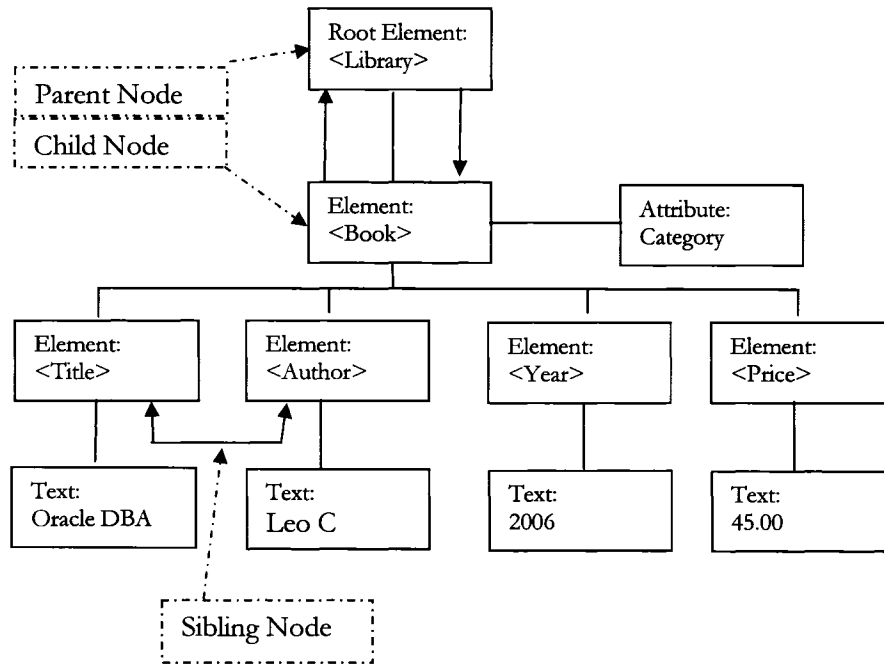 Root Element:
<Library>
Parent Node
Child Node
Element:
<Book>
Attribute:
Category
Element:
<Title>
Element:
<Author>
Element:
<Year>
Element:
<Price>
Text:
Oracle DBA
Text:
Leo C
Text:
2006
Text:
45.00
Sibling Node